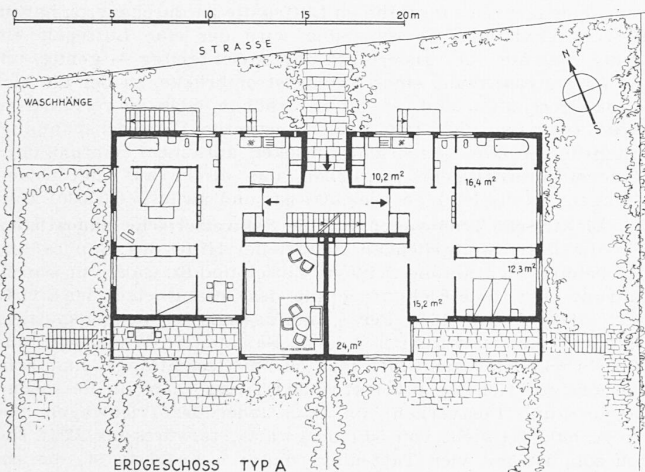 0 5 10 15 20 m
STRASSE
WASCHHÄNGE
N
S
10,2 m²
16,4 m²
12,3 m²
15,2 m²
24, m²
ERDGESCHOSS TYP A